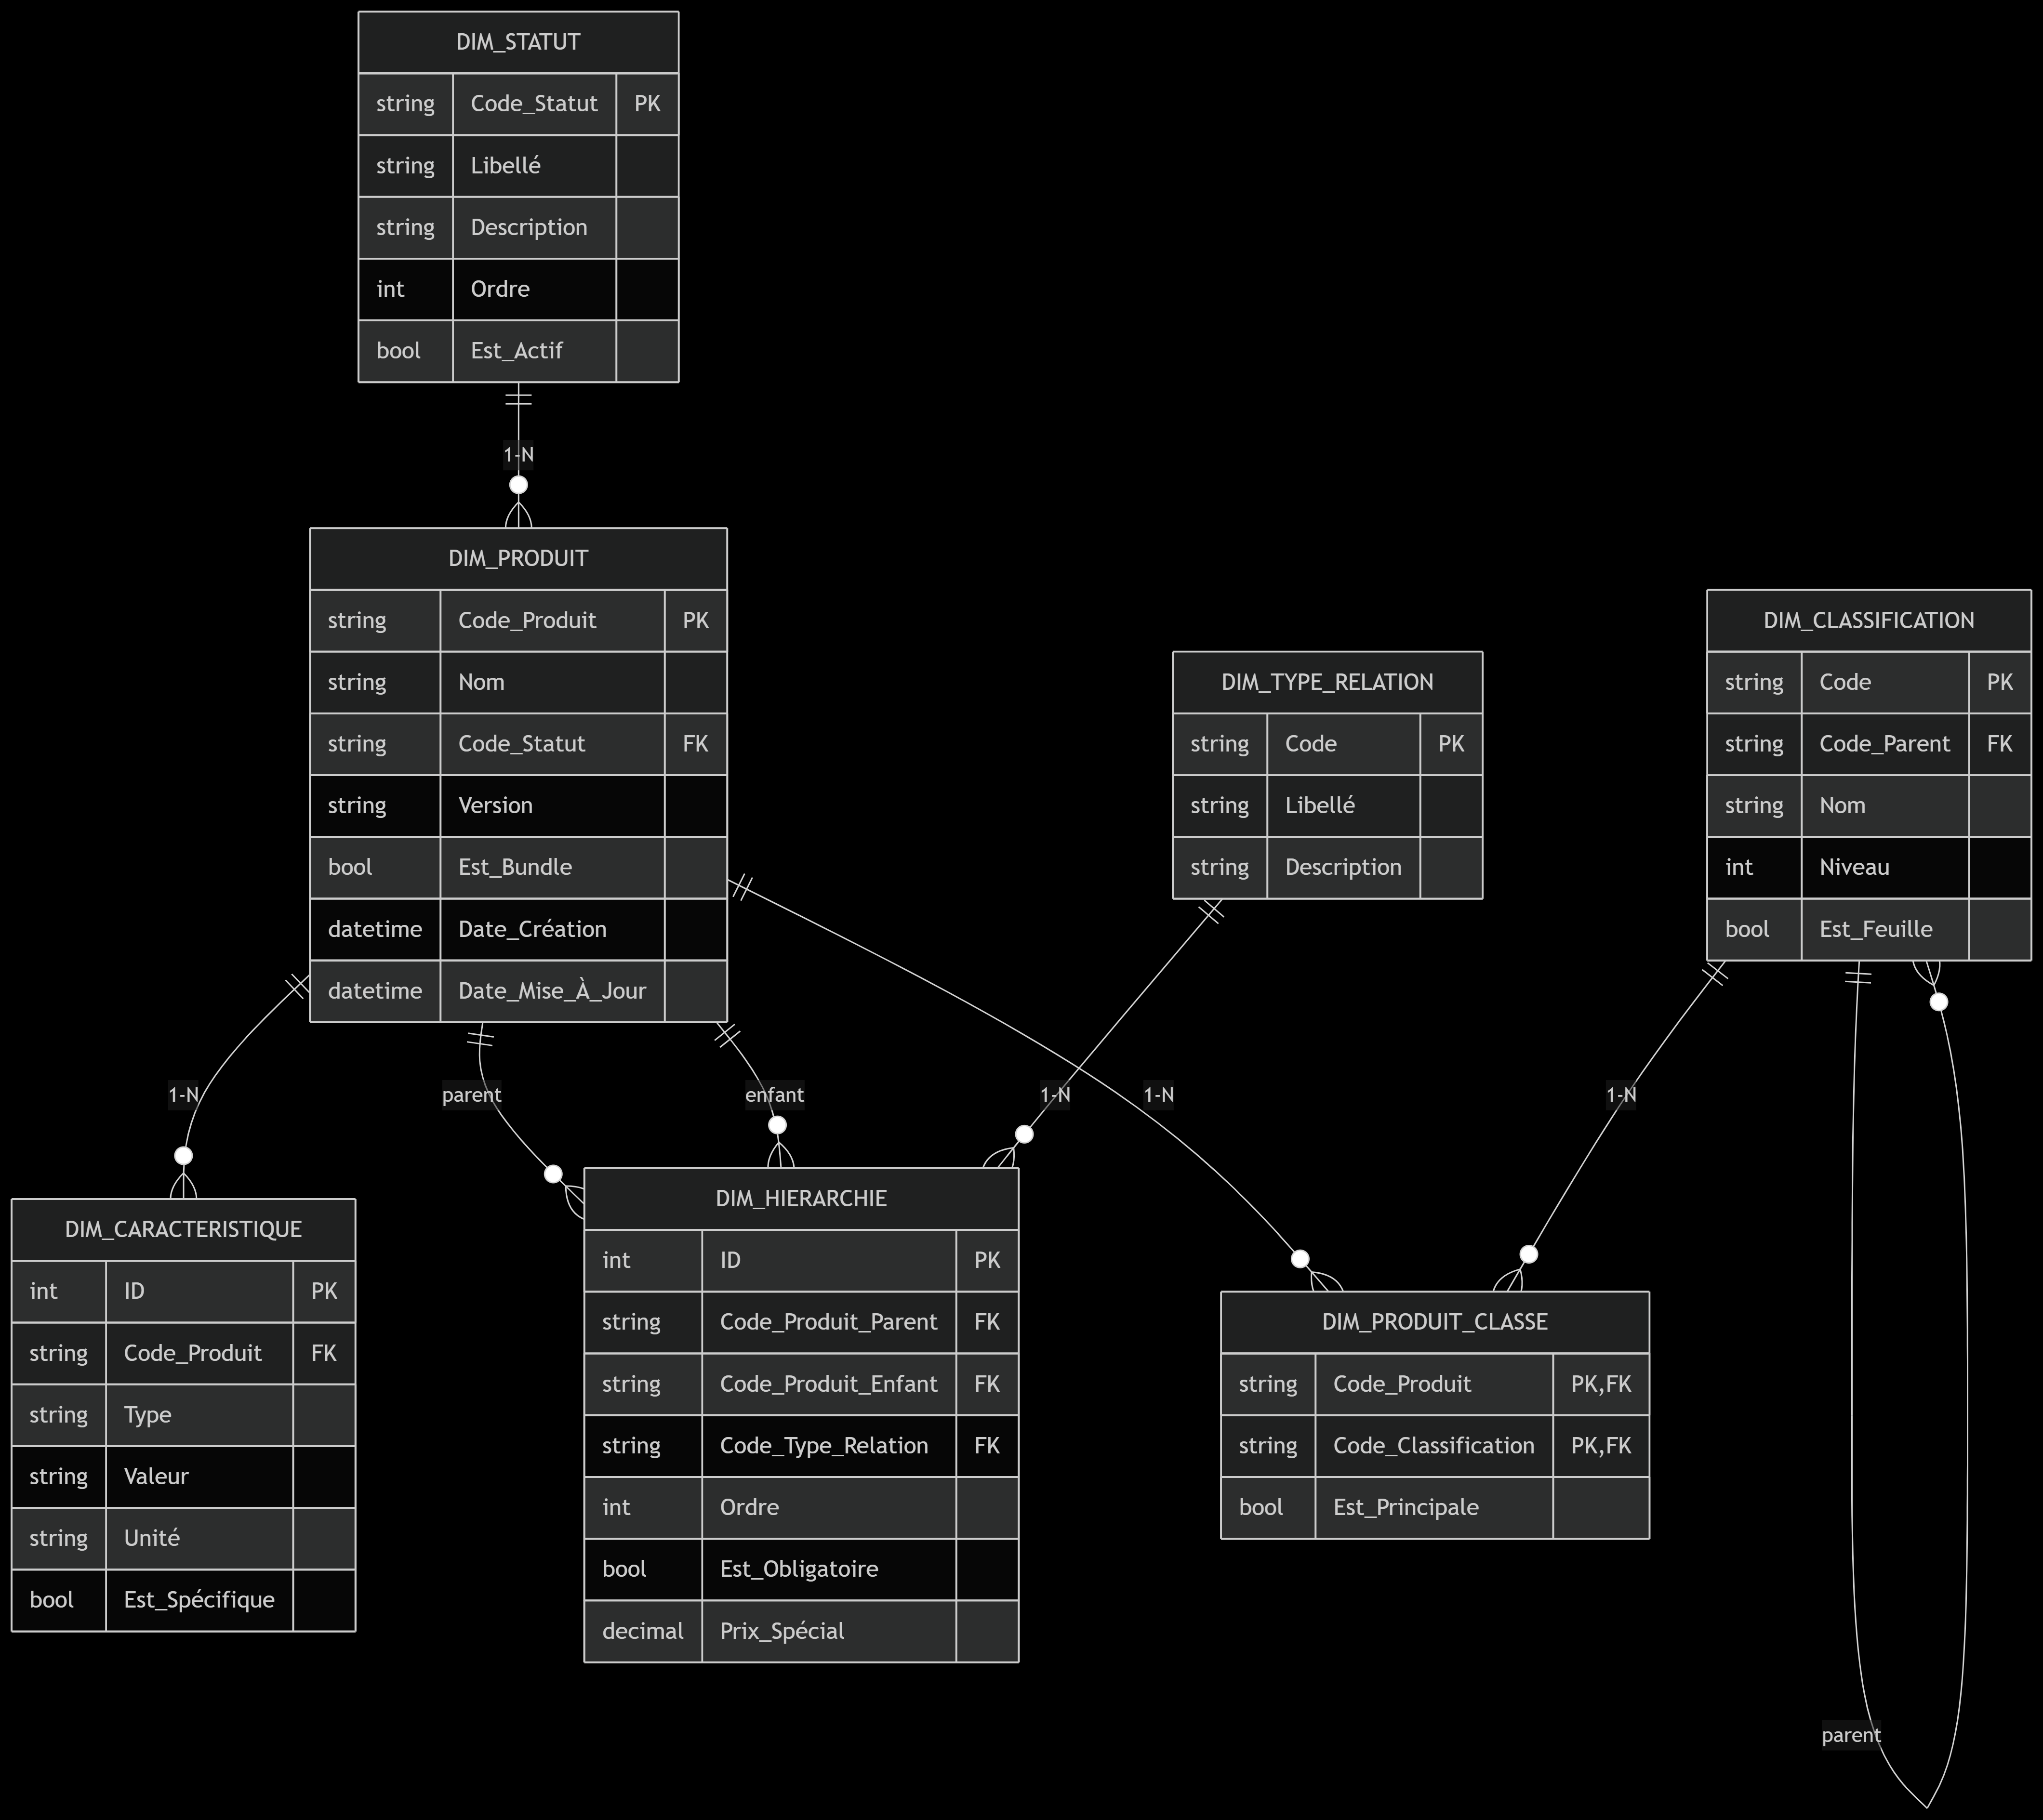 DIM_STATUT
string Code_Statut PK
string Libellé
string Description
int Ordre
bool Est_Actif
1-N
DIM_PRODUIT
string Code_Produit PK
string Nom
string Code_Statut FK
string Version
bool Est_Bundle
datetime Date_Création
datetime Date_Mise_À_Jour
DIM_TYPE_RELATION
string Code PK
string Libellé
string Description
DIM_CLASSIFICATION
string Code PK
string Code_Parent FK
string Nom
int Niveau
bool Est_Feuille
1-N
parent
enfant
1-N
1-N
1-N
DIM_CARACTERISTIQUE
int ID PK
string Code_Produit FK
string Type
string Valeur
string Unité
bool Est_Spécifique
DIM_HIERARCHIE
int ID PK
string Code_Produit_Parent FK
string Code_Produit_Enfant FK
string Code_Type_Relation FK
int Ordre
bool Est_Obligatoire
decimal Prix_Spécial
DIM_PRODUIT_CLASSE
string Code_Produit PK,FK
string Code_Classification PK,FK
bool Est_Principale
parent